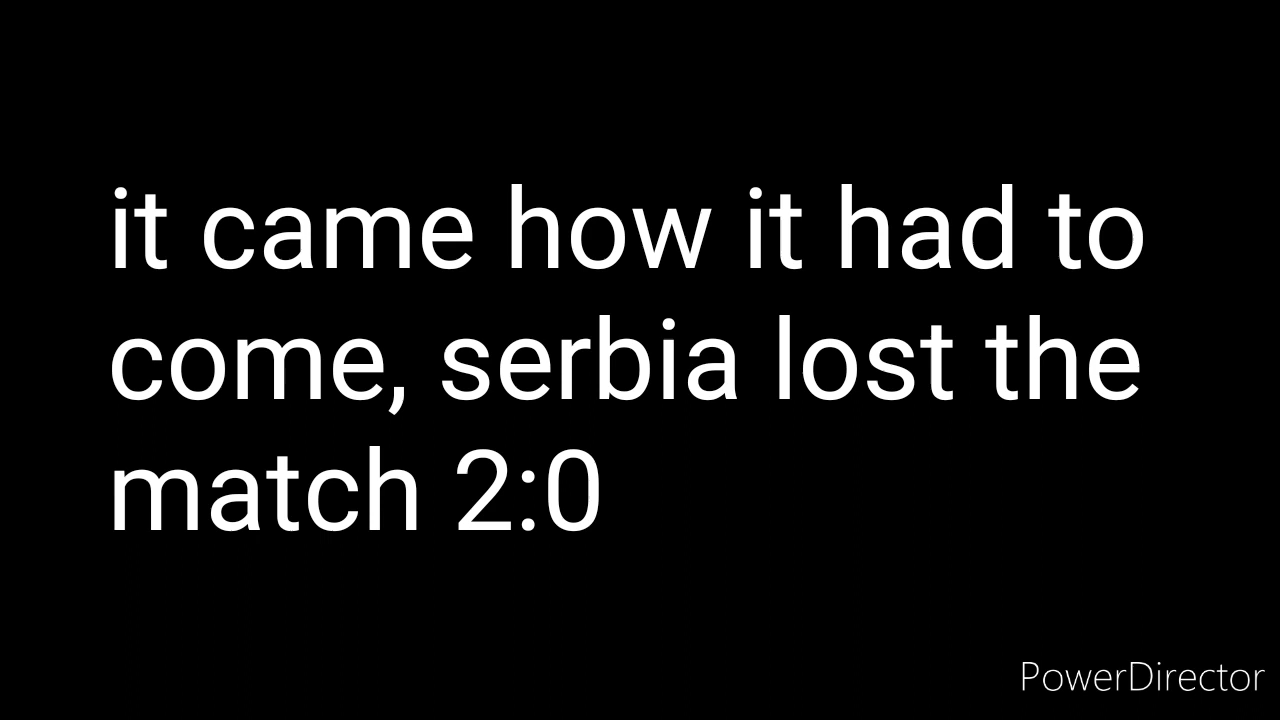 it came how it had to
come, serbia lost the
match 2:0
PowerDirector